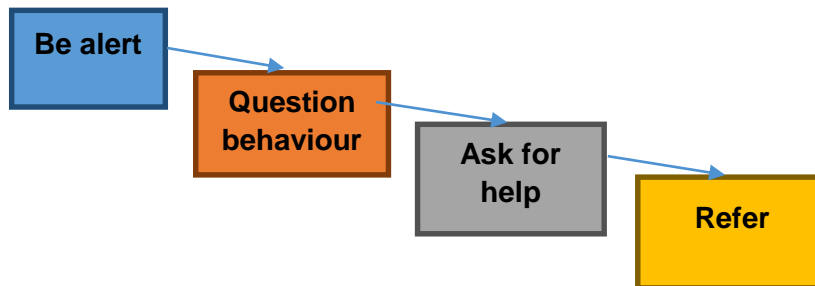 Be alert
Question
behaviour
Ask for
help
Refer